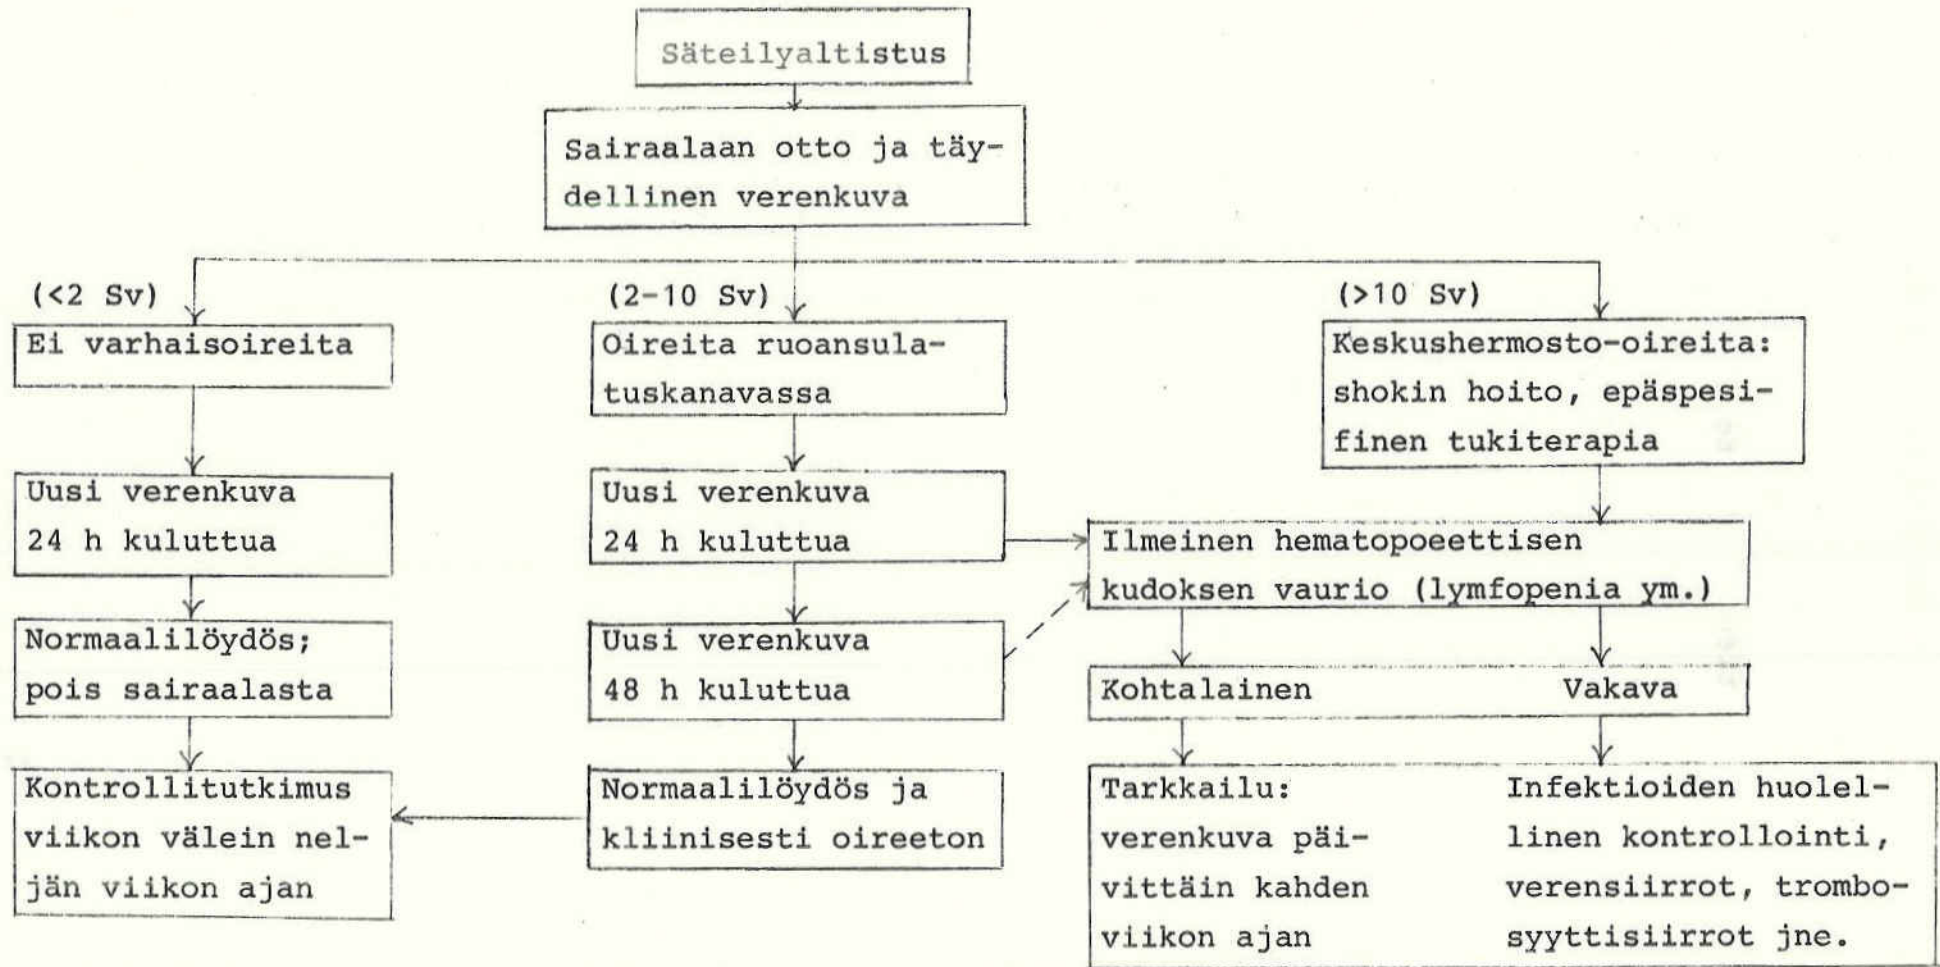 Säteilyaltistus
Sairaalaan otto ja täy-
dellinen verenkuva
(<2 Sv)
Ei varhaisoireita
Uusi verenkuva
24 h kuluttua
Normaalilöydös;
pois sairaalasta
Kontrollitutkimus
viikon välein nel-
jän viikon ajan
(2-10 Sv)
Oireita ruoansula-
tuskanavassa
Uusi verenkuva
24 h kuluttua
Uusi verenkuva
48 h kuluttua
Normaalilöydös ja
kliinisesti oireeton
(>10 Sv)
Keskushermosto-oireita:
shokin hoito, epäspesi-
finen tukiterapia
Ilmeinen hematopoeettisen
kudoksen vaurio (lymfopenia ym.)
Kohtalainen
Vakava
Tarkkailu:
verenkuva päi-
vittäin kahden
viikon ajan
Infektioiden huolel-
linen kontrollointi,
verensiirrot, trombo-
syyttisiirrot jne.